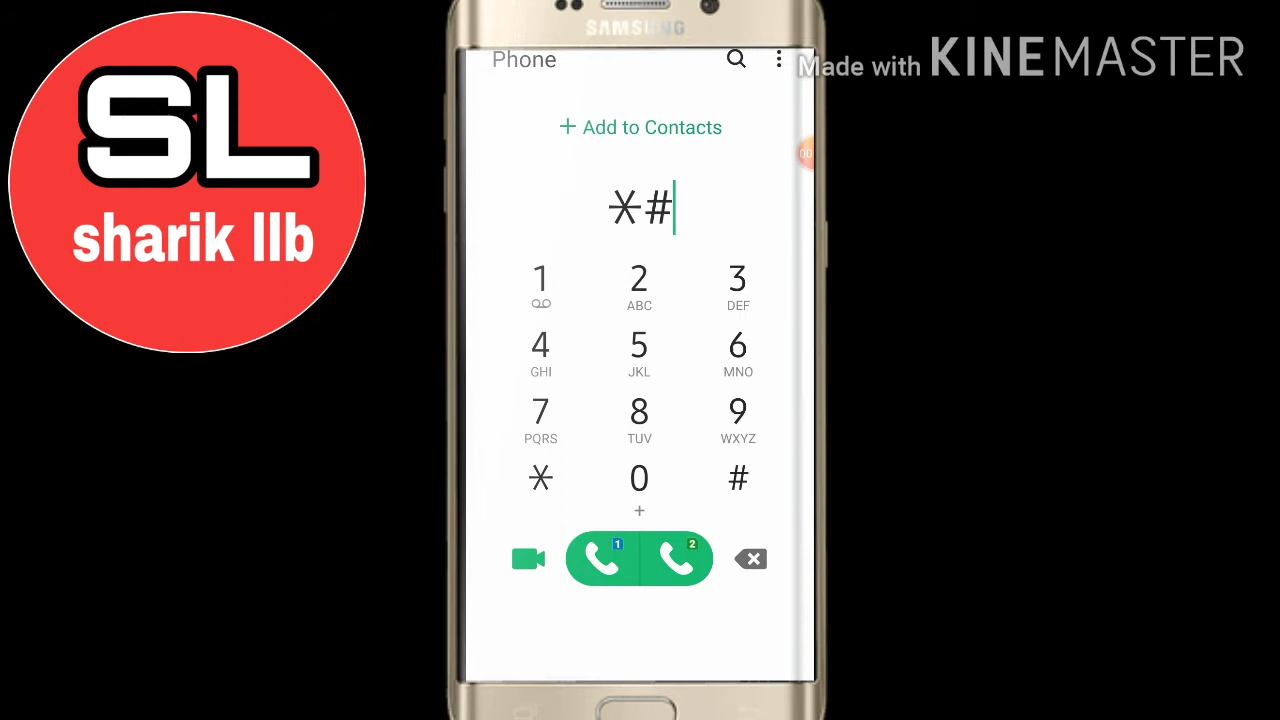 SL
sharik llb
SAMSUNG
Made with KINEMASTER
Phone
+ Add to Contacts
00
*#
1 2 3
ABC DEF
4 5 6
GHI JKL MNO
7 8 9
PQRS TUV WXYZ
* 0 #
+
1 2